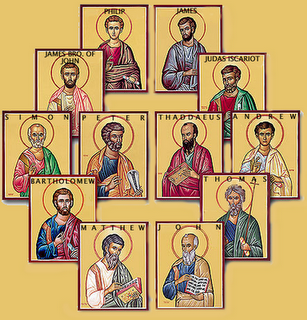 PHILIP
JAMES
JAMES BRO. OF
JOHN
JUDAS ISCARIOT
SIMON
PETER
THADDAEUS
ANDREW
BARTHOLOMEW
THOMAS
MATTHEW
JOHN